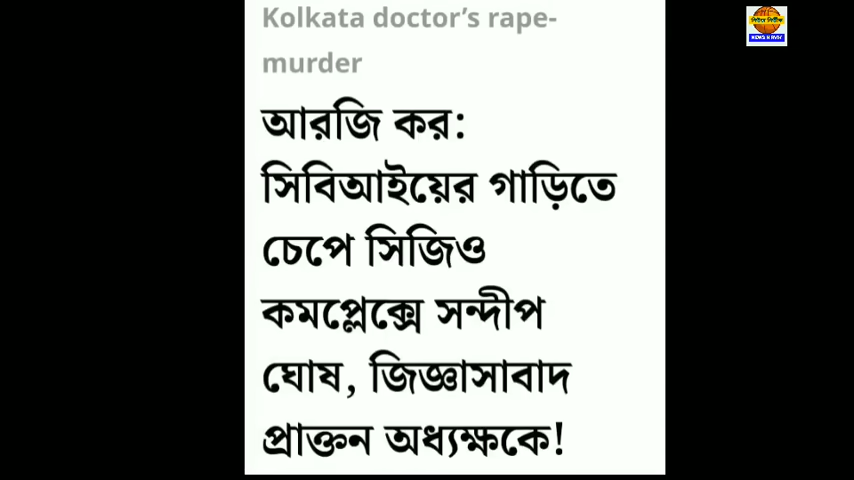 Kolkata doctor’s rape-
murder
আরজি কর:
সিবিআইয়ের গাড়িতে
চেপে সিজিও
কমপ্লেক্সে সন্দীপ
ঘোষ, জিজ্ঞাসাবাদ
প্রাক্তন অধ্যক্ষকে!